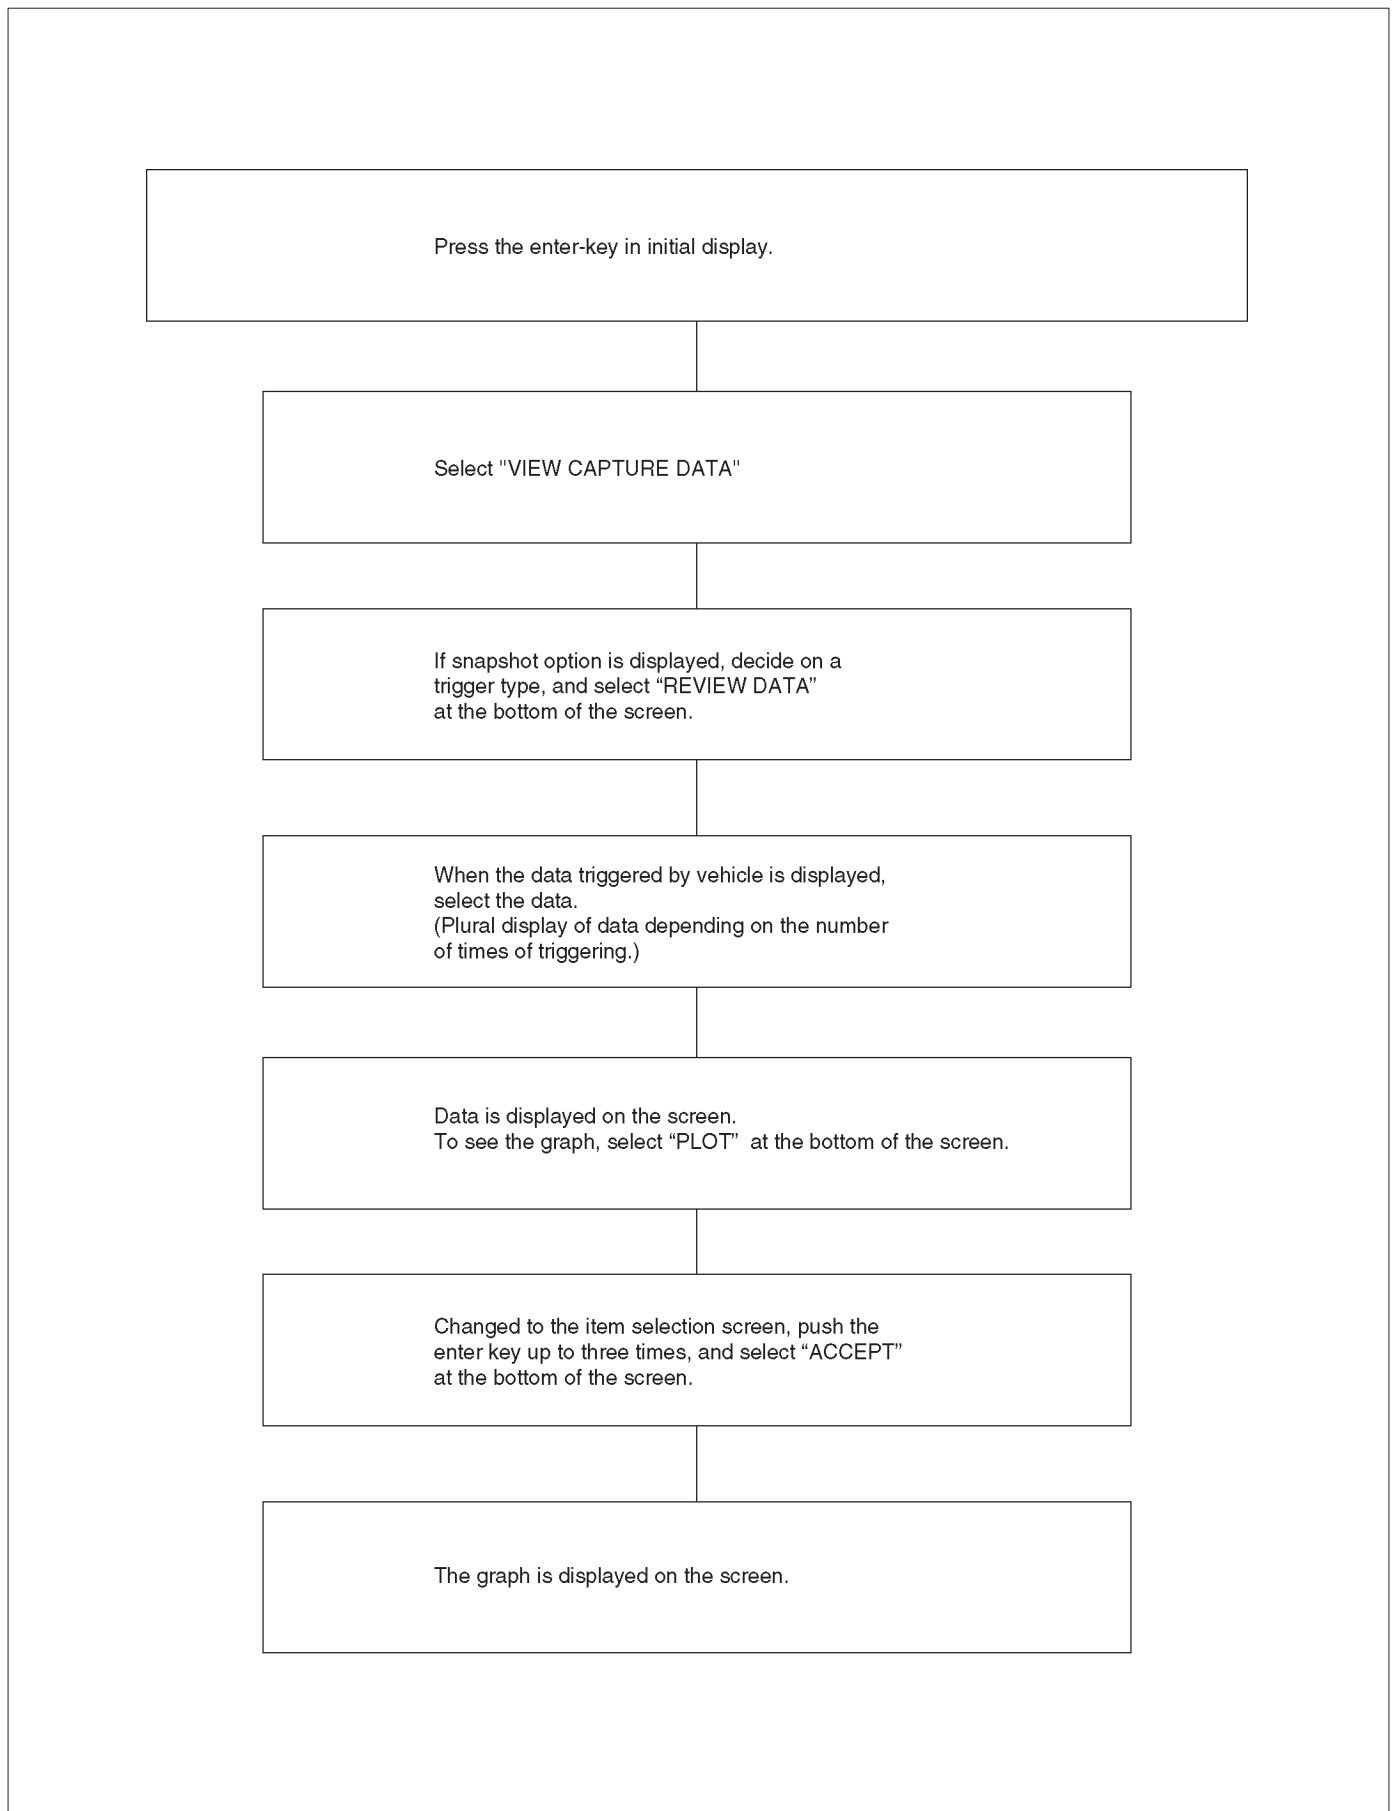 Press the enter-key in initial display.
Select "VIEW CAPTURE DATA"
If snapshot option is displayed, decide on a
trigger type, and select “REVIEW DATA”
at the bottom of the screen.
When the data triggered by vehicle is displayed,
select the data.
(Plural display of data depending on the number
of times of triggering.)
Data is displayed on the screen.
To see the graph, select “PLOT”  at the bottom of the screen.
Changed to the item selection screen, push the
enter key up to three times, and select “ACCEPT”
at the bottom of the screen.
The graph is displayed on the screen.